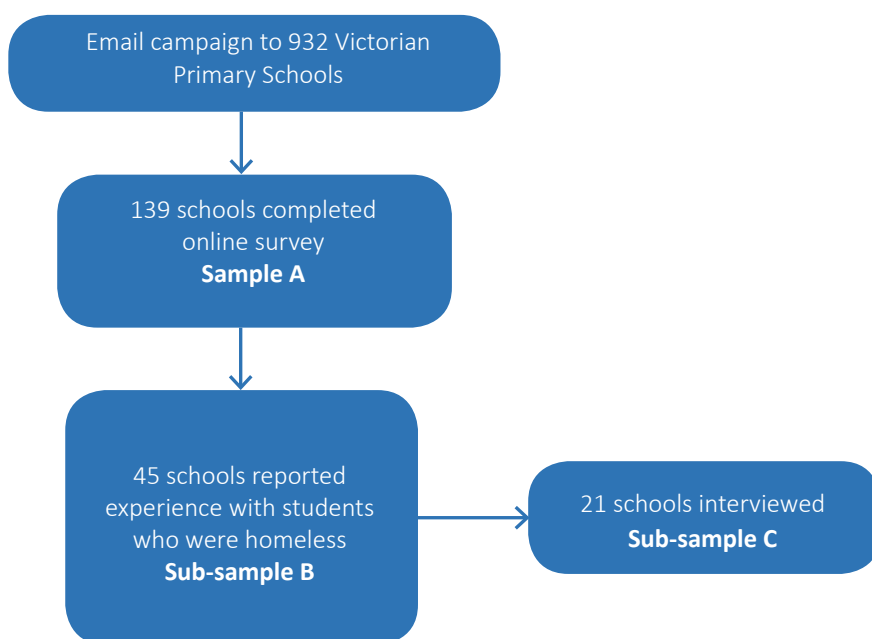 Email campaign to 932 Victorian
Primary Schools
139 schools completed
online survey
Sample A
45 schools reported
experience with students
who were homeless
Sub-sample B
21 schools interviewed
Sub-sample C